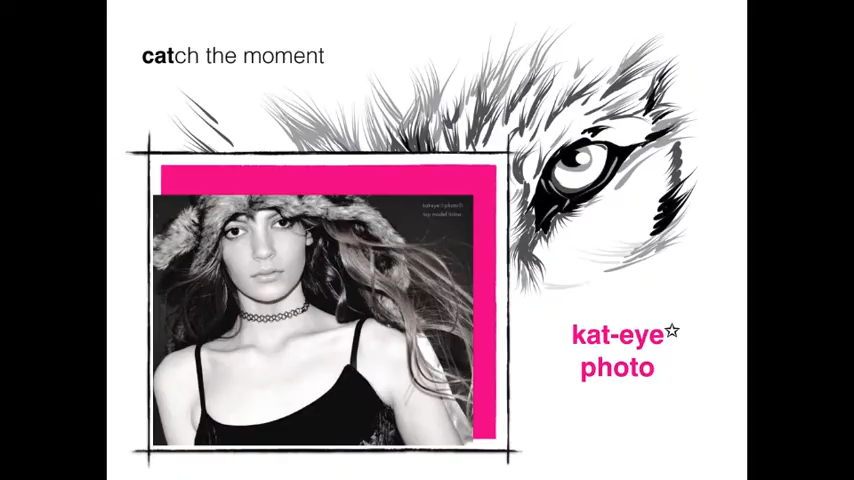 catch the moment
kat-eye☆
photo